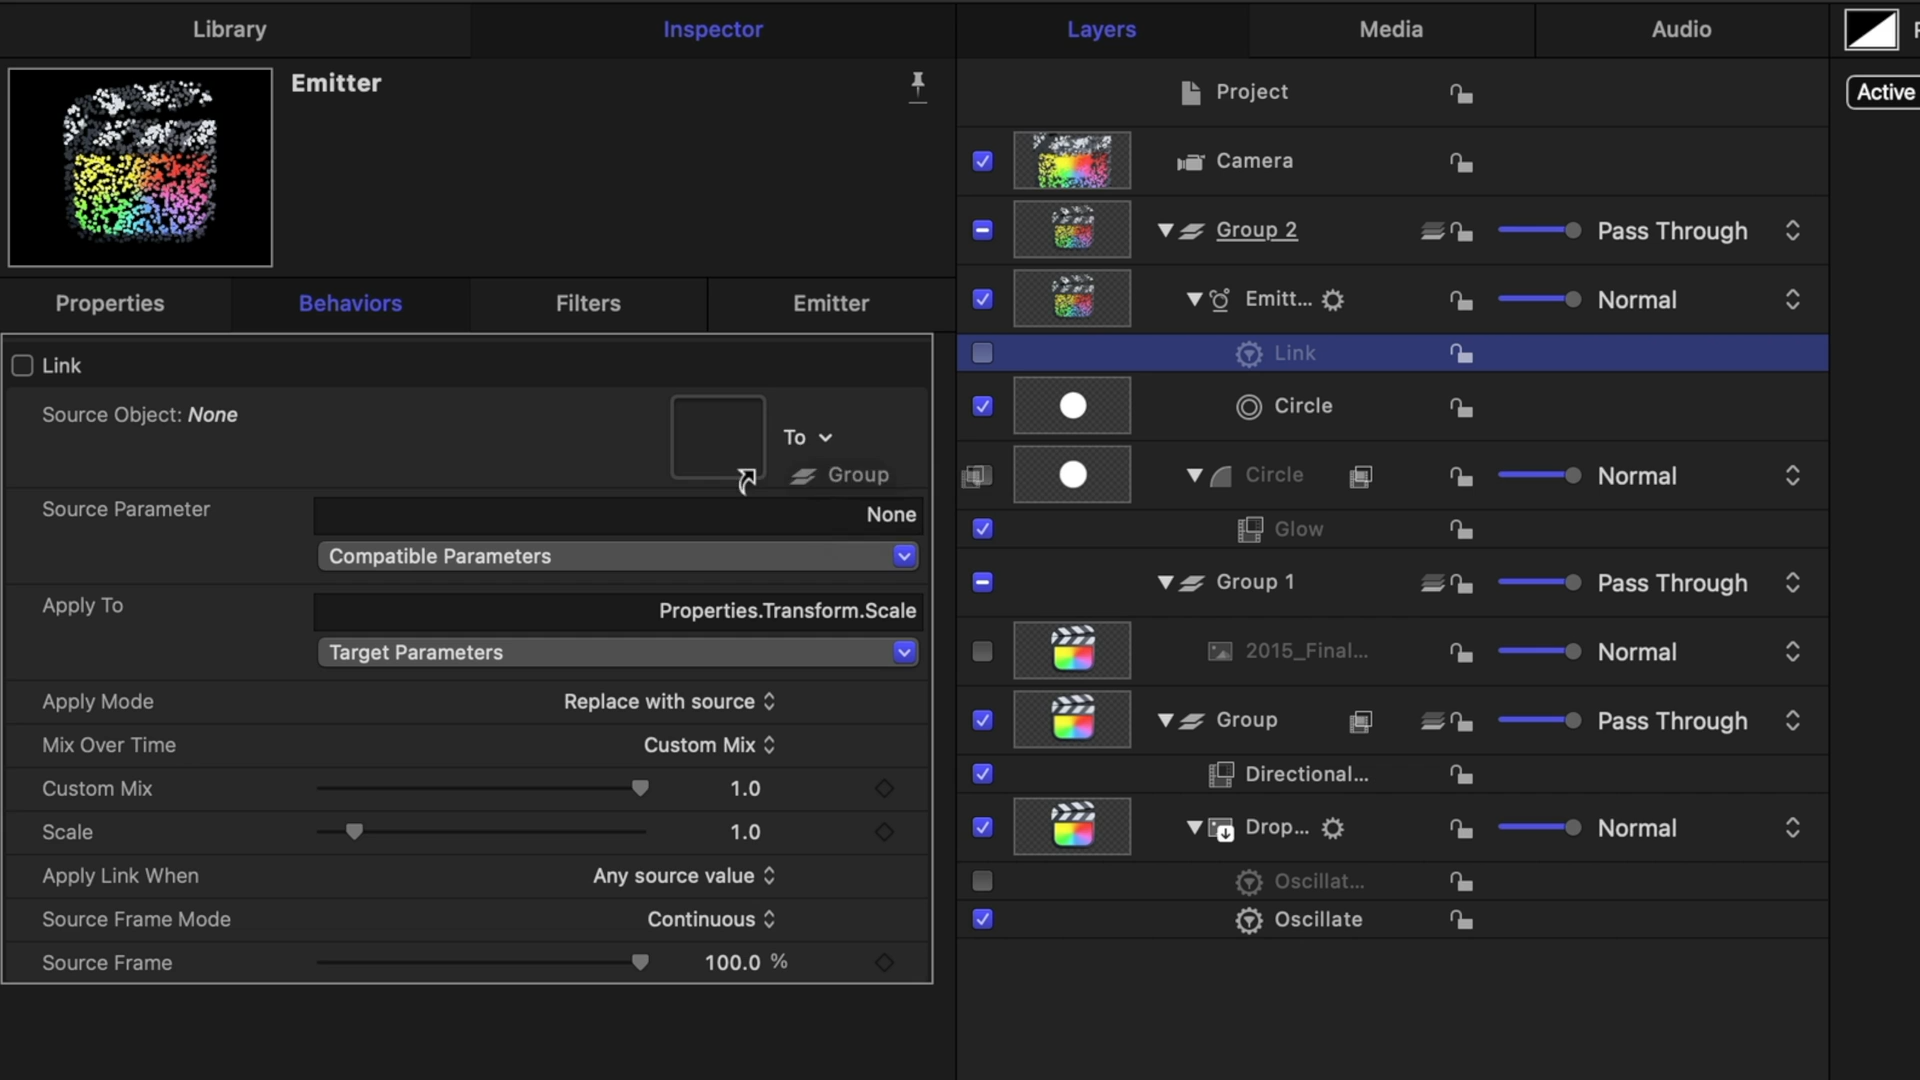 Library
Inspector
Layers
Media
Audio
Emitter
Active
Project
Camera
Group 2
Pass Through
Properties
Behaviors
Filters
Emitter
Emitt...
Normal
Link
Link
Source Object: None
To
Group
Circle
Circle
Normal
Source Parameter
None
Compatible Parameters
Glow
Group 1
Pass Through
Apply To
Properties.Transform.Scale
Target Parameters
2015_Final...
Normal
Apply Mode
Replace with source
Group
Pass Through
Mix Over Time
Custom Mix
Directional...
Custom Mix
1.0
Scale
1.0
Drop...
Normal
Apply Link When
Any source value
Oscillat...
Source Frame Mode
Continuous
Oscillate
Source Frame
100.0 %